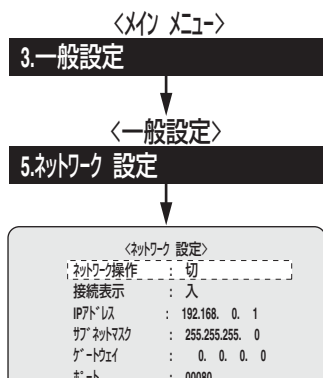 〈メイン メニュー〉
3.一般設定
〈一般設定〉
5.ネットワーク 設定
〈ネットワーク 設定〉
ネットワーク操作 : 切
接続表示 : 入
IPアドレス : 192.168. 0. 1
サブネットマスク : 255.255.255. 0
ゲートウェイ : 0. 0. 0. 0
ポート : 00080